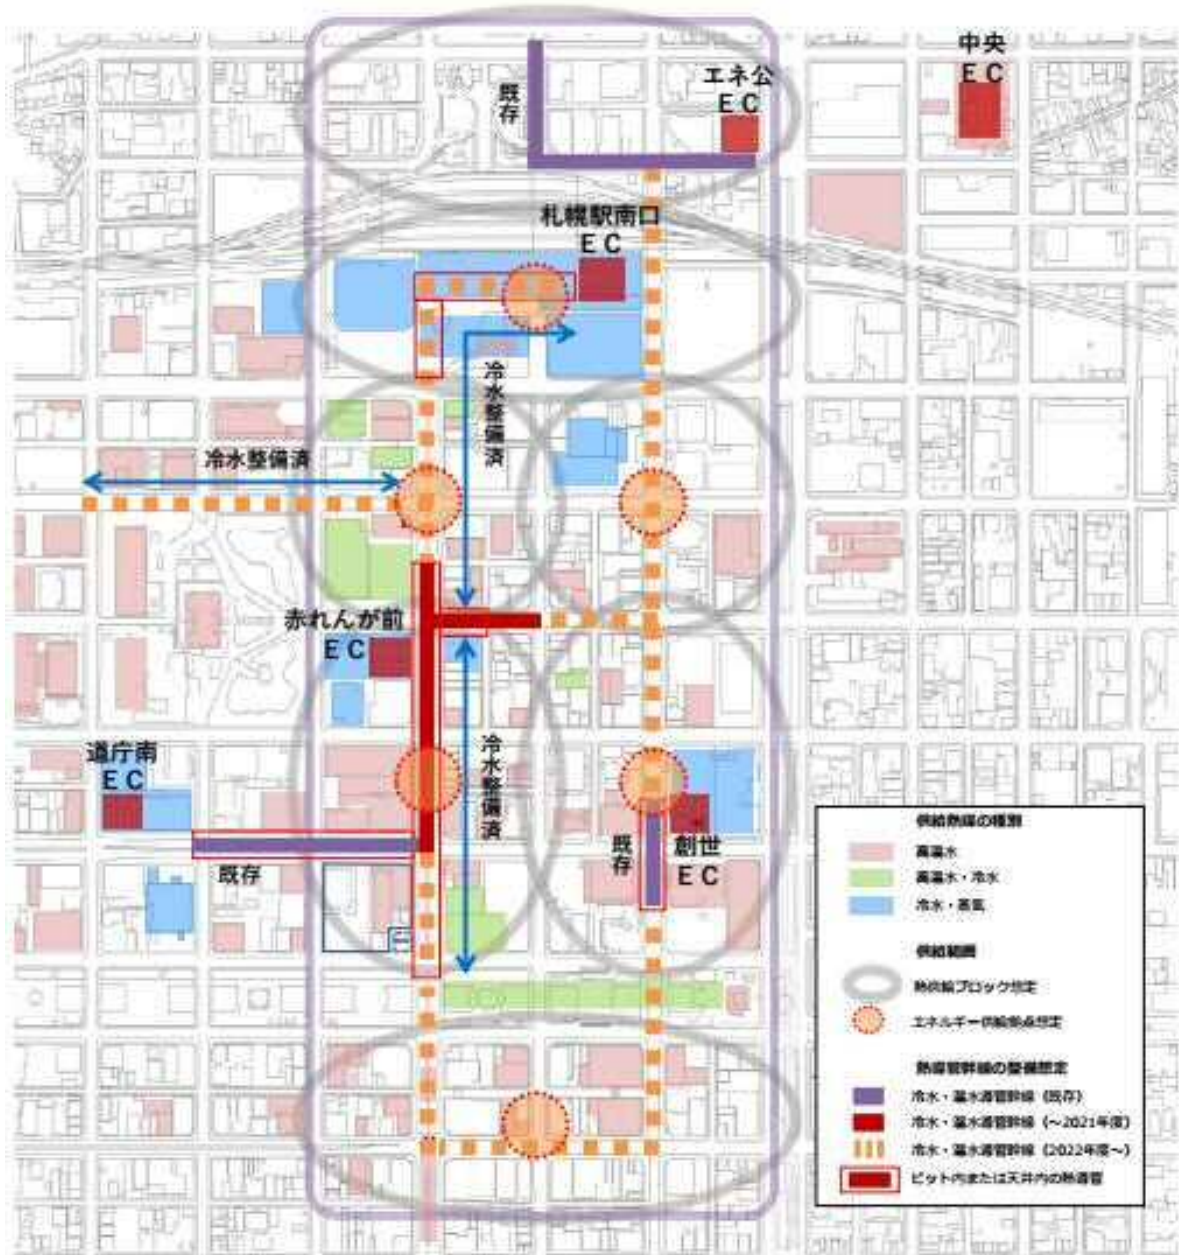 中央
EC
エネ公
EC
既存
札幌駅南口
EC
冷水整備済
冷水整備済
赤れんが前
EC
冷水整備済
道庁南
EC
既存
既存
創世
EC
供給熱媒の種別
高温水
高温水・冷水
冷水・蒸気
供給範囲
熱供給ブロック想定
エネルギー供給拠点想定
熱導管幹線の整備想定
冷水・温水導管幹線（既存）
冷水・温水導管幹線（～2021年度）
冷水・温水導管幹線（2022年度～）
ピット内または天井内の熱導管